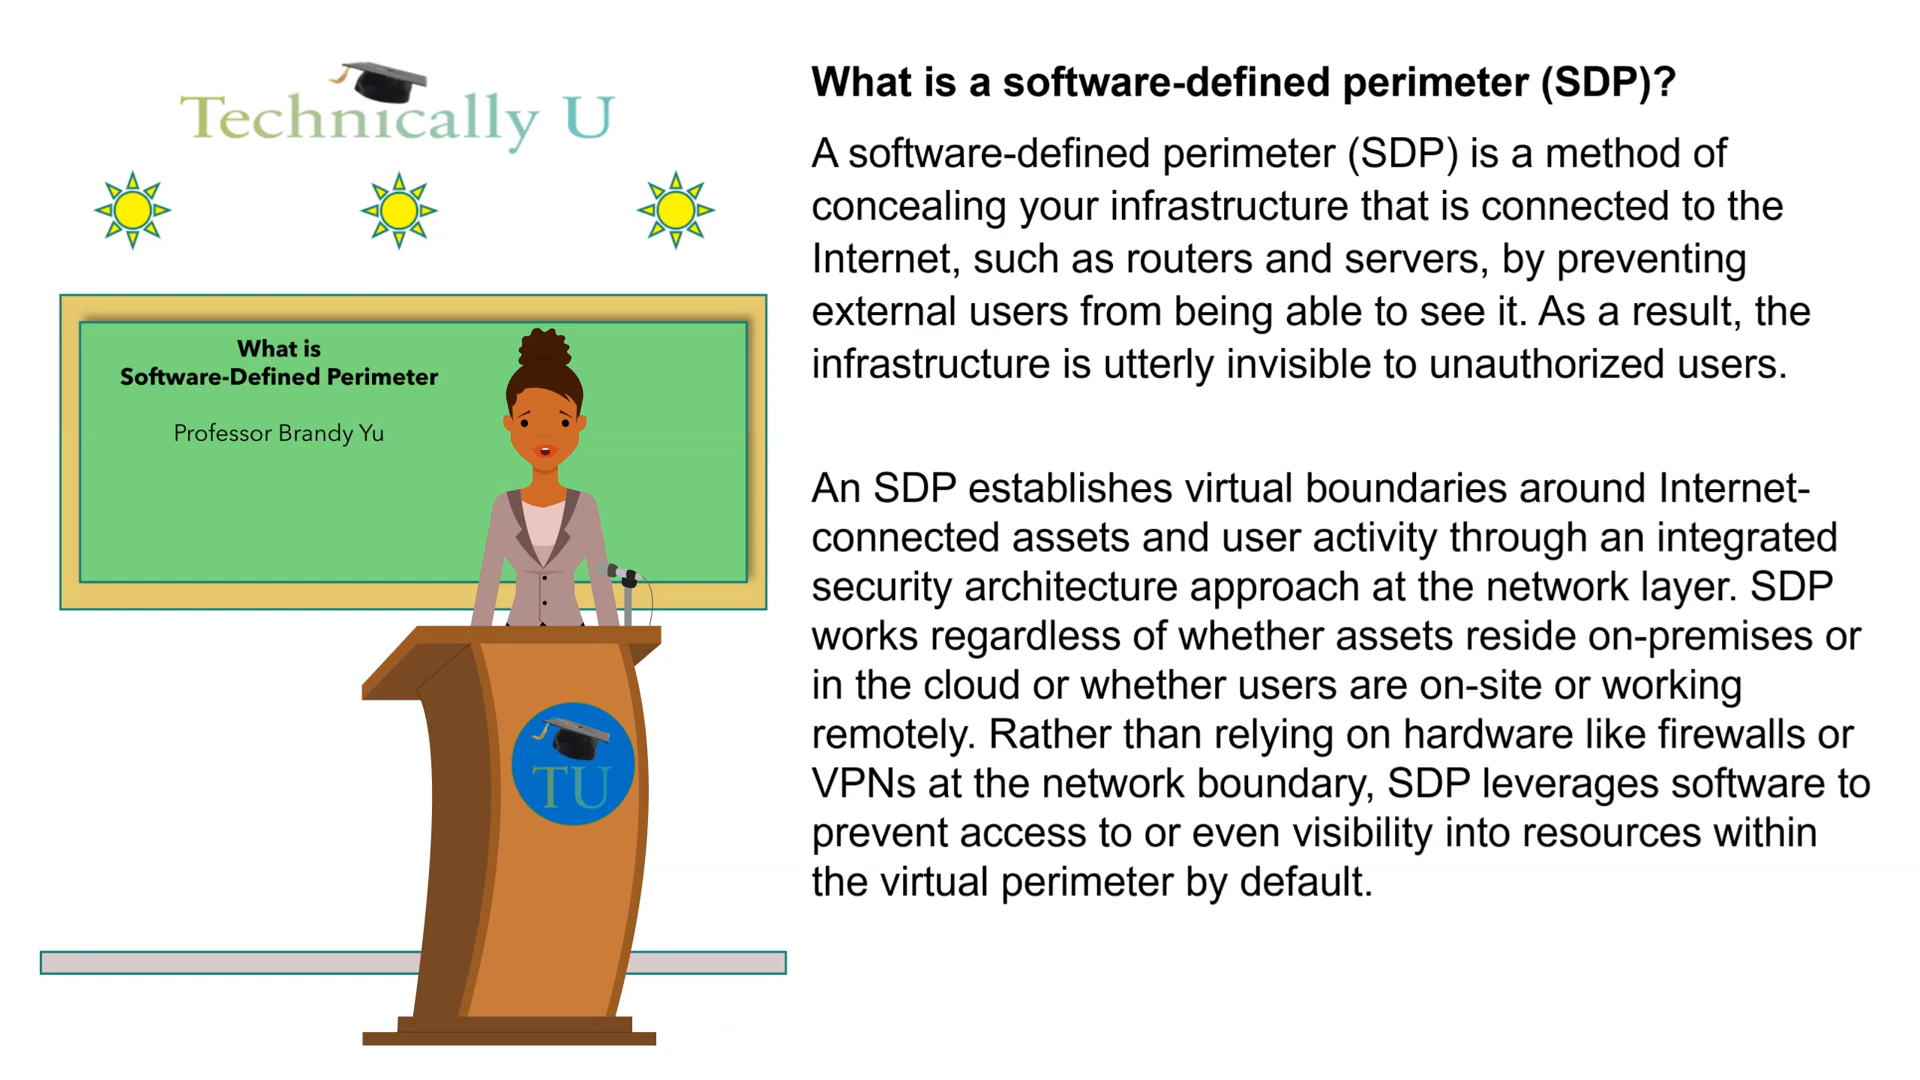 Technically U
What is
Software-Defined Perimeter
Professor Brandy Yu
TU
What is a software-defined perimeter (SDP)?
A software-defined perimeter (SDP) is a method of
concealing your infrastructure that is connected to the
Internet, such as routers and servers, by preventing
external users from being able to see it. As a result, the
infrastructure is utterly invisible to unauthorized users.
An SDP establishes virtual boundaries around Internet-
connected assets and user activity through an integrated
security architecture approach at the network layer. SDP
works regardless of whether assets reside on-premises or
in the cloud or whether users are on-site or working
remotely. Rather than relying on hardware like firewalls or
VPNs at the network boundary, SDP leverages software to
prevent access to or even visibility into resources within
the virtual perimeter by default.